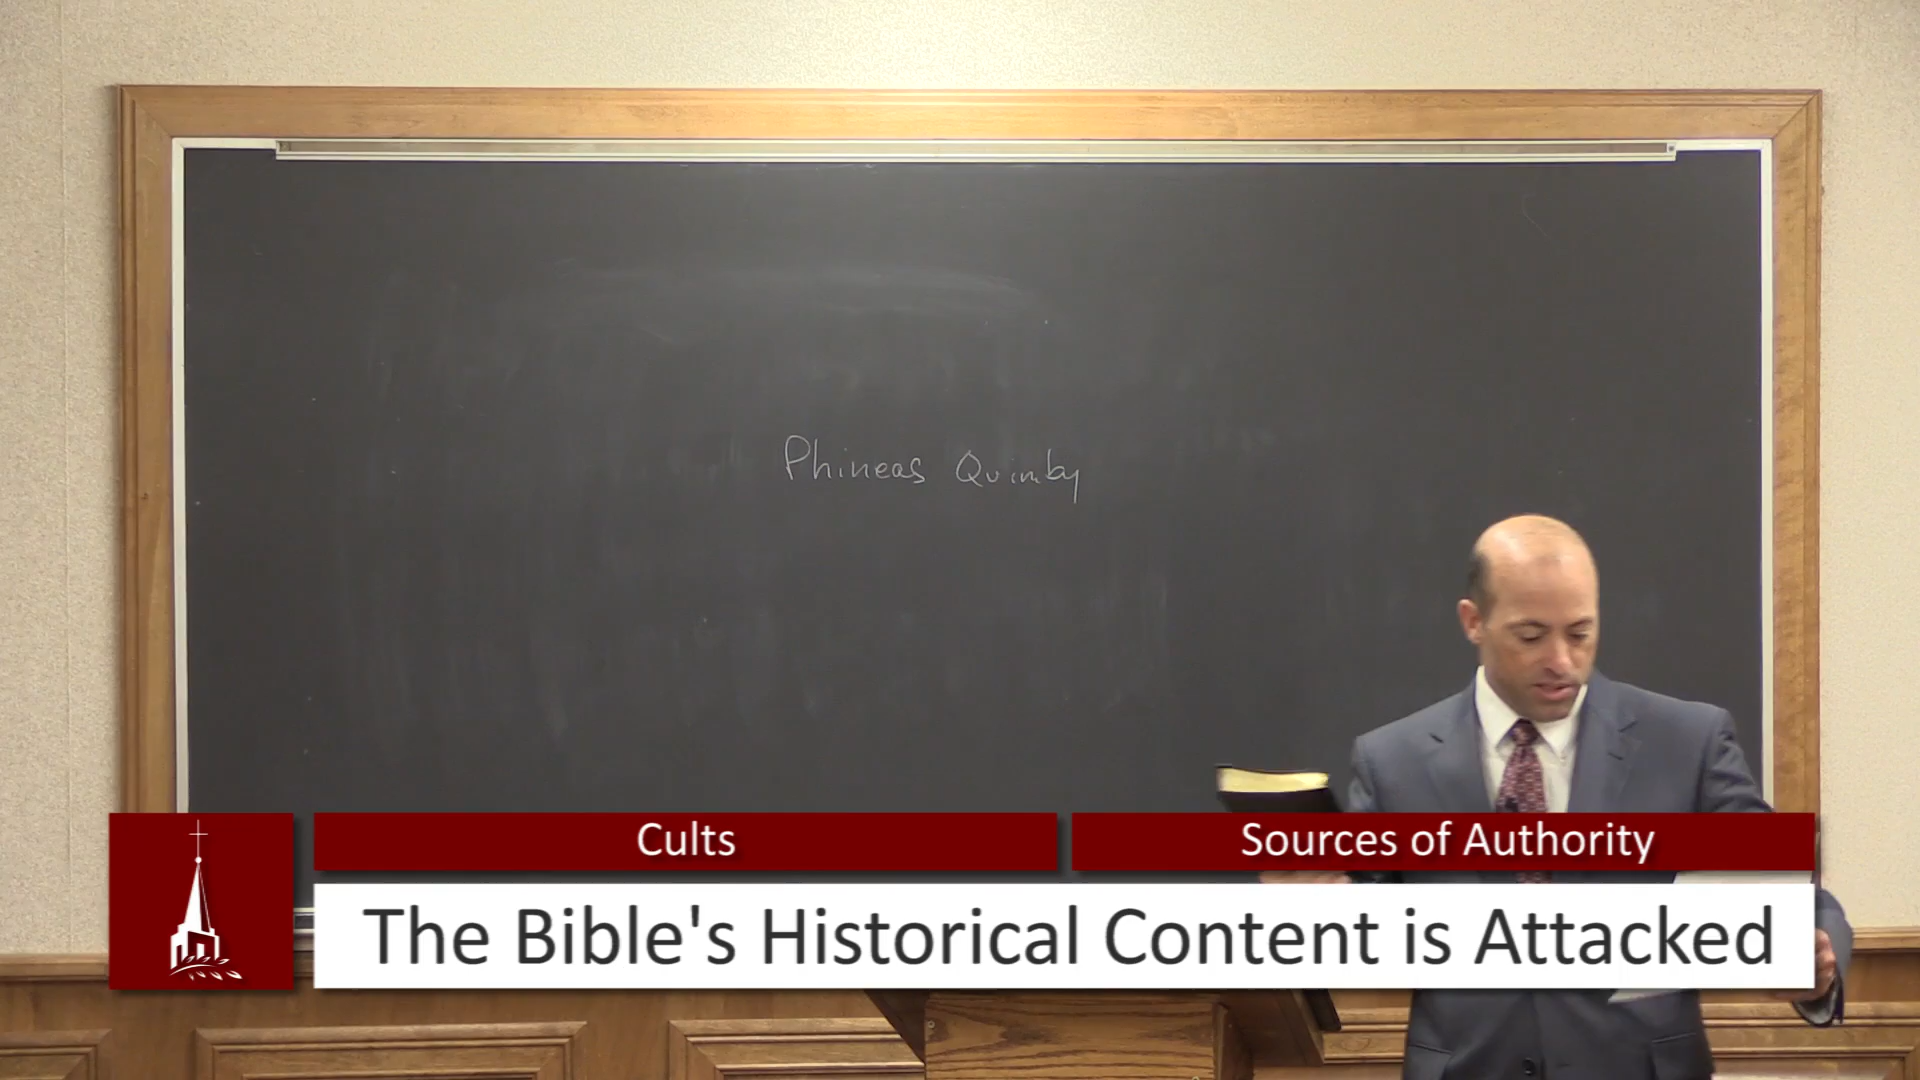 Phineas Quimby
Cults
Sources of Authority
The Bible's Historical Content is Attacked